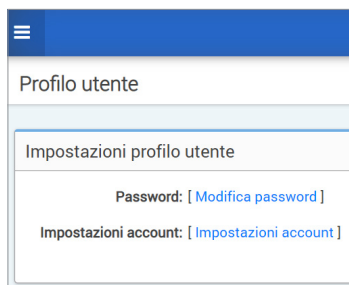 Profilo utente
Impostazioni profilo utente
Password: [ Modifica password ]
Impostazioni account: [ Impostazioni account ]